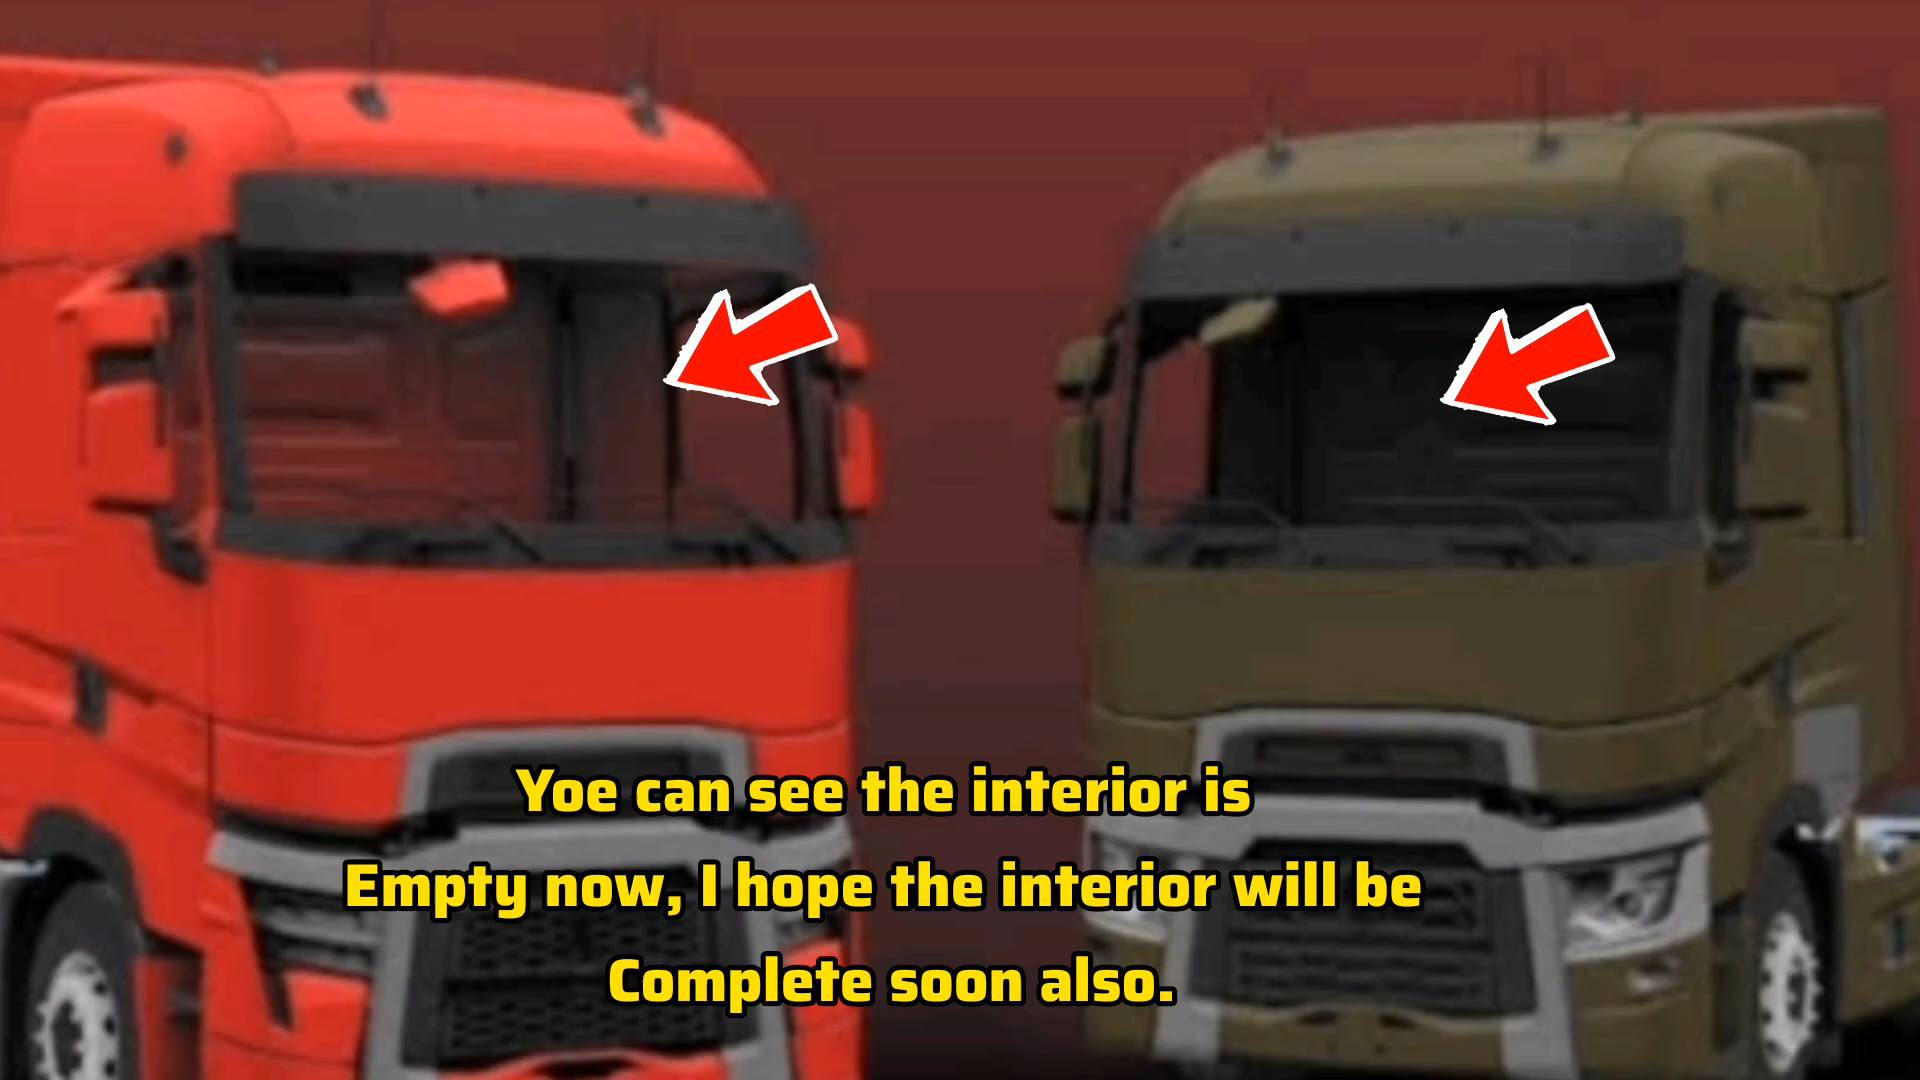 Yoe can see the interior is
Empty now, I hope the interior will be
Complete soon also.